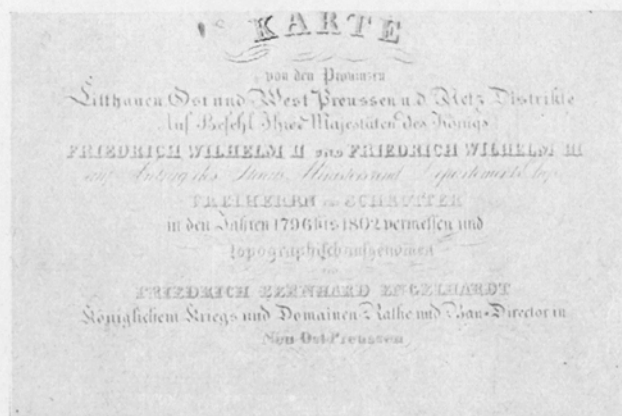 KARTE
von den Provinzen
Litthauen, Ost und West Preussen u. d. Netz Distrikte
Auf Befehl Ihrer Majestäten des Königs
FRIEDRICH WILHELM II und FRIEDRICH WILHELM III
auf Antrag des Staats Ministers und Departements Chefs
FREIHERRN von SCHRÖTTER
in den Jahren 1796 bis 1802 vermessen und
topographisch aufgenomen
von
FRIEDRICH BERNHARD ENGELHARDT
Königlichem Kriegs und Domainen-Rathe und Bau-Director in
Neu Ost Preussen